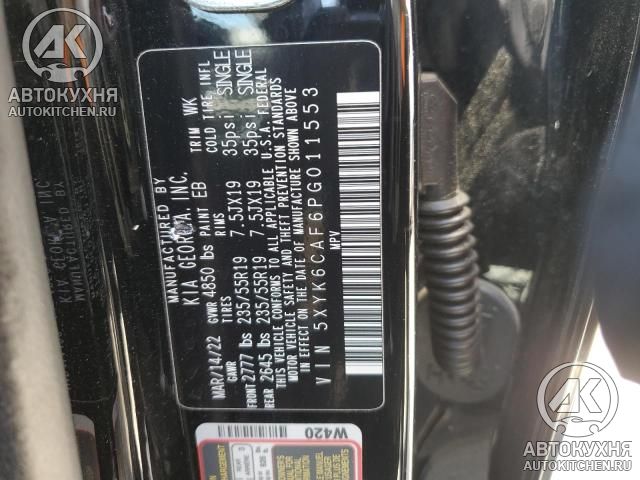 AK
АВТОКУХНЯ
AUTOKITCHEN.RU
MANUFACTURED BY
KIA GEORGIA, INC.
MAR/14/22 GVWR 4850 lbs PAINT EB TRIM WK
GAWR TIRES RIMS COLD TIRE INFL
FRONT 2777 lbs 235/55R19 7.5JX19 35psi SINGLE
REAR 2645 lbs 235/55R19 7.5JX19 35psi SINGLE
THIS VEHICLE CONFORMS TO ALL APPLICABLE U.S.A. FEDERAL
MOTOR VEHICLE SAFETY AND THEFT PREVENTION STANDARDS
IN EFFECT ON THE DATE OF MANUFACTURE SHOWN ABOVE
VIN 5XYK6CAF6PG011553
MPV
W420
AK
АВТОКУХНЯ
AUTOKITCHEN.RU